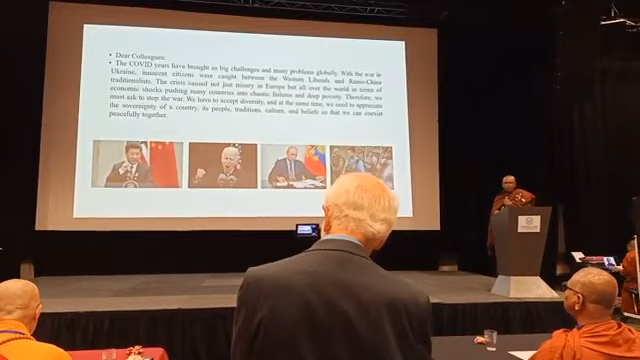 • Dear Colleagues:
• The COVID years have brought us big challenges and many problems globally. With the war in
Ukraine, innocent citizens were caught between the Western Liberals and Russo-China
traditionalists. The crisis caused not just misery in Europe but all over the world in terms of
economic shocks pushing many countries into chaotic failures and deep poverty. Therefore, we
must ask to stop the war. We have to accept diversity, and at the same time, we need to appreciate
the sovereignty of a country, its people, traditions, culture, and beliefs so that we can coexist
peacefully together.